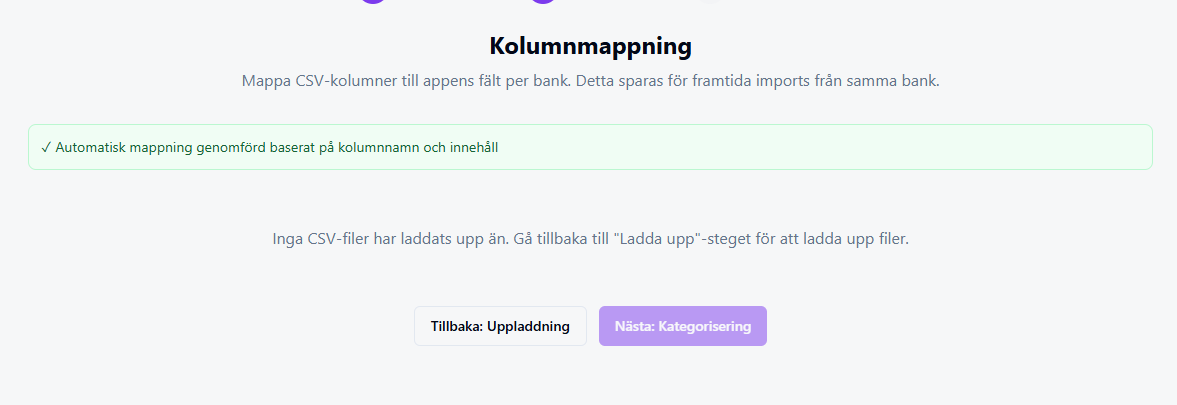 Kolumnmappning
Mappa CSV-kolumner till appens fält per bank. Detta sparas för framtida imports från samma bank.
✓ Automatisk mappning genomförd baserat på kolumnnamn och innehåll
Inga CSV-filer har laddats upp än. Gå tillbaka till "Ladda upp"-steget för att ladda upp filer.
Tillbaka: Uppladdning
Nästa: Kategorisering